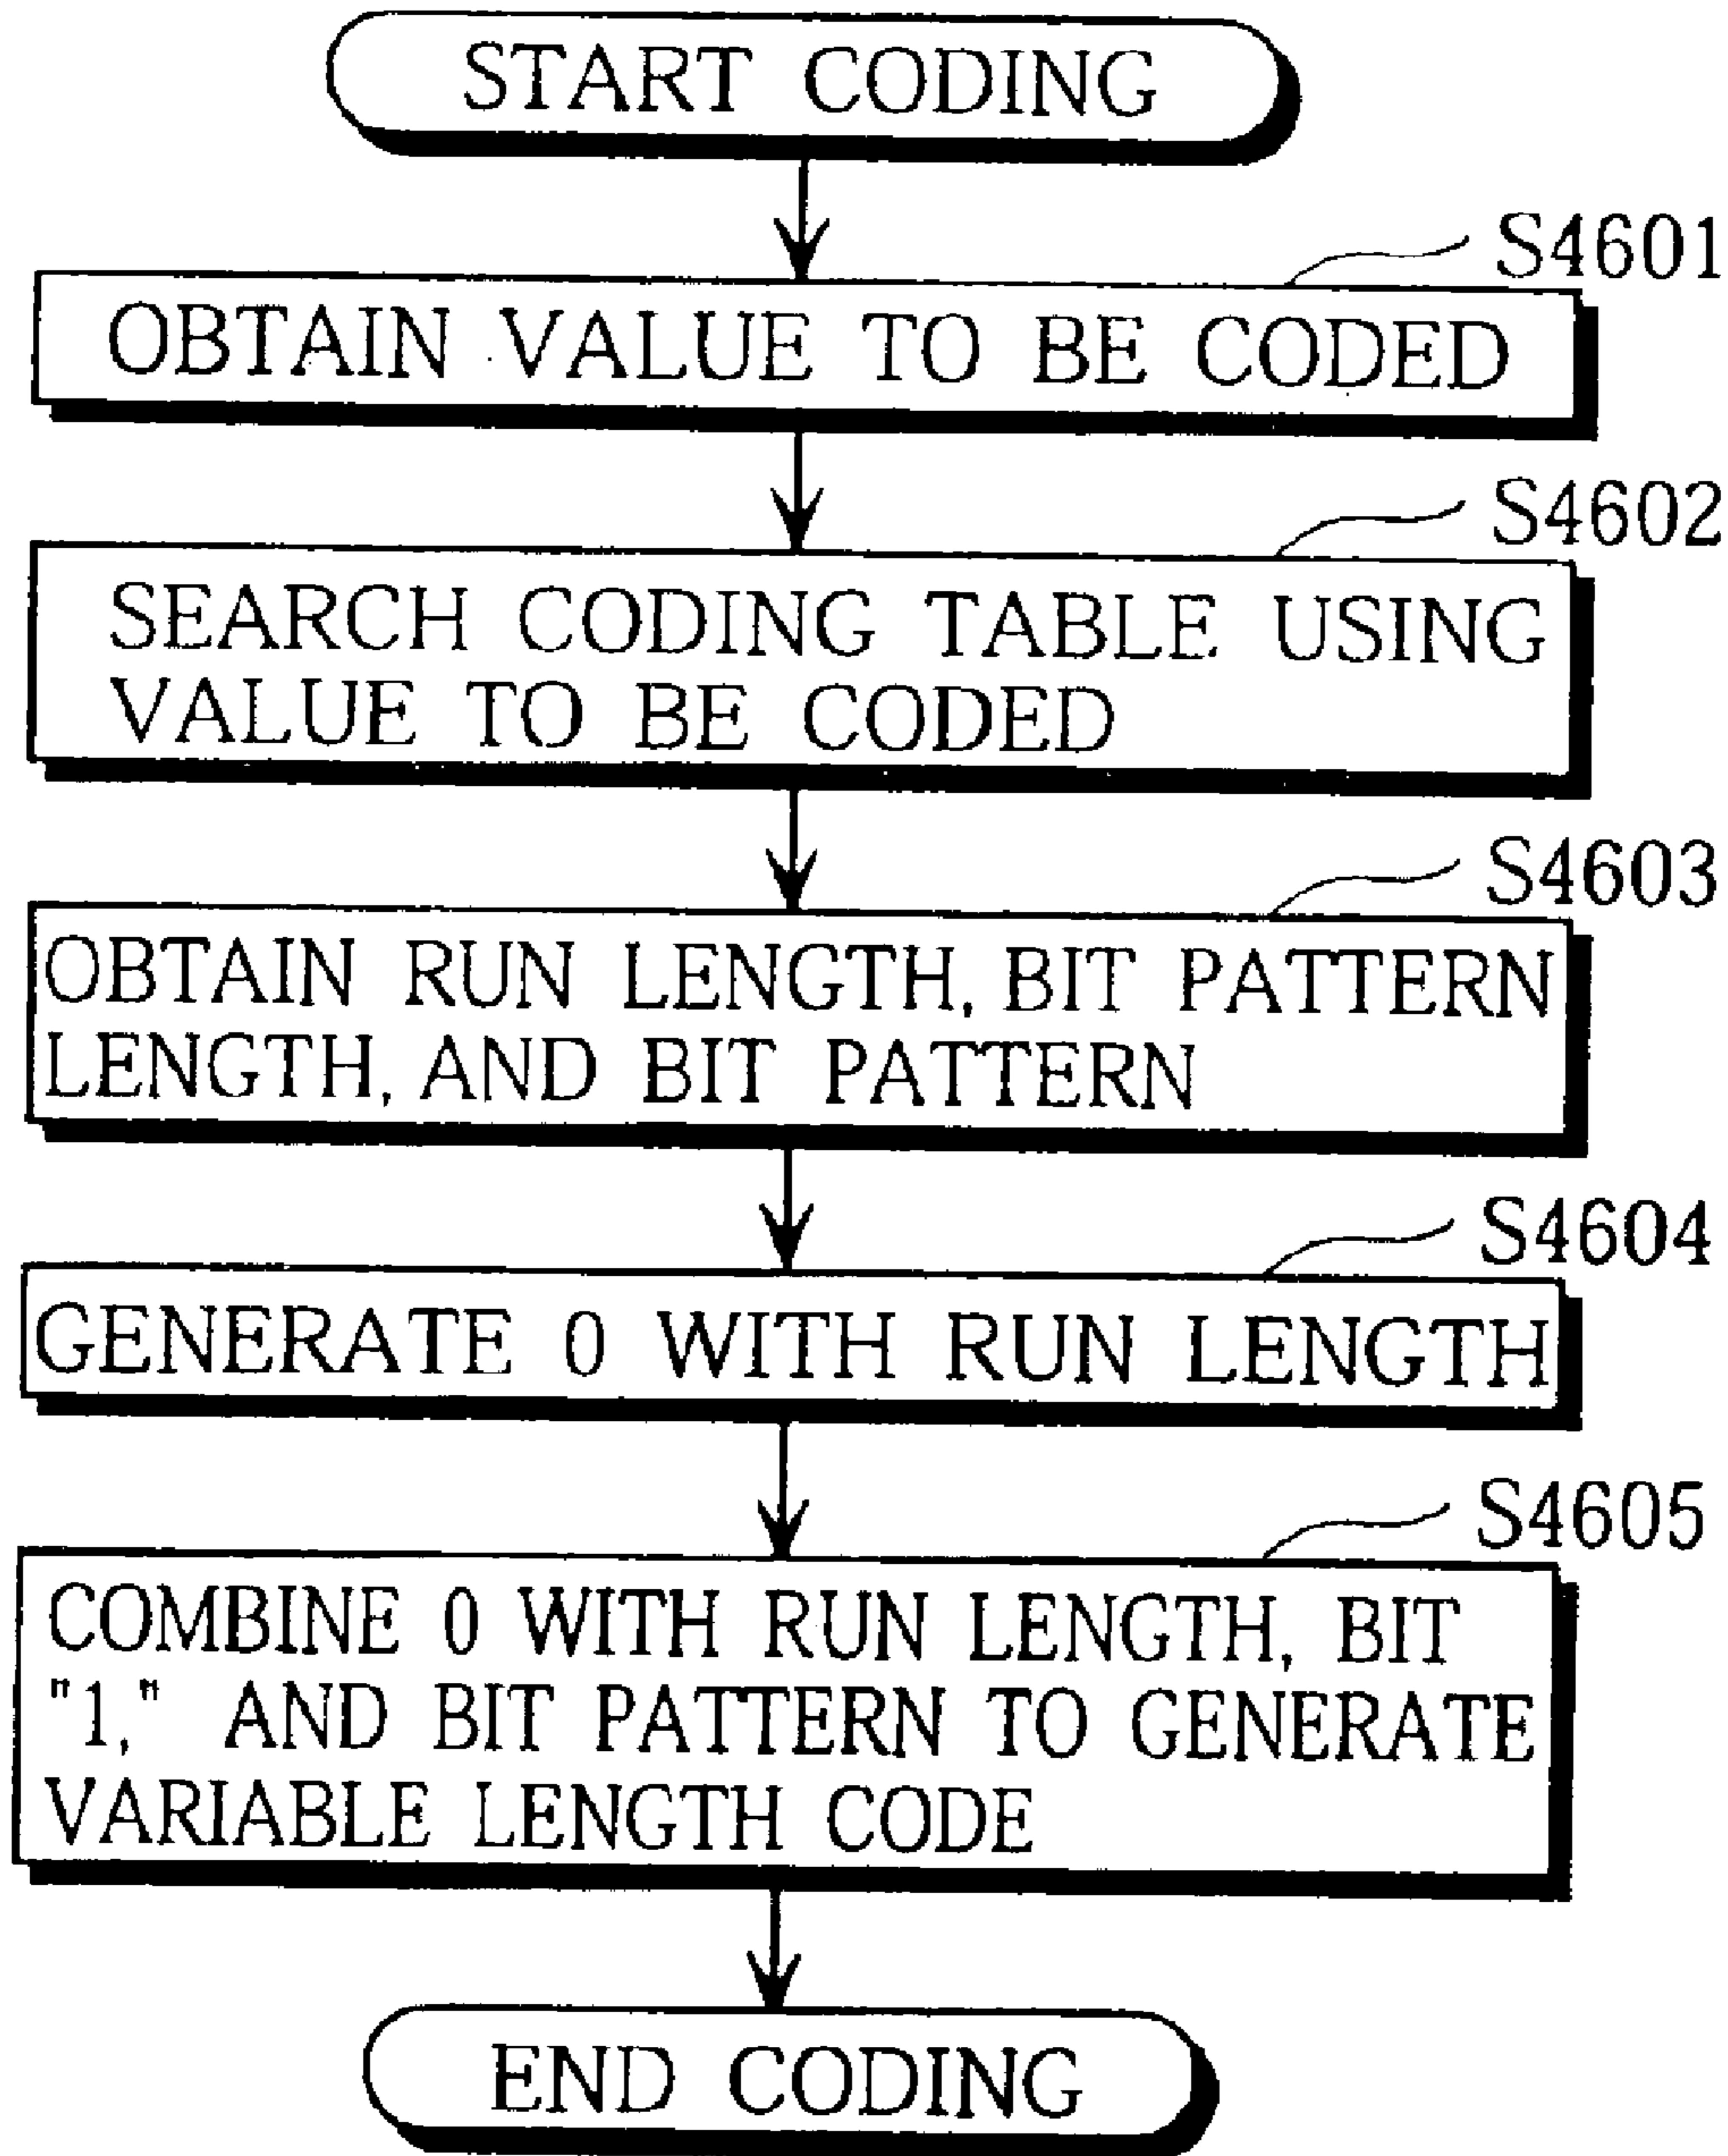 START CODING
S4601
OBTAIN VALUE TO BE CODED
S4602
SEARCH CODING TABLE USING
VALUE TO BE CODED
S4603
OBTAIN RUN LENGTH, BIT PATTERN
LENGTH, AND BIT PATTERN
S4604
GENERATE 0 WITH RUN LENGTH
S4605
COMBINE 0 WITH RUN LENGTH, BIT
"1," AND BIT PATTERN TO GENERATE
VARIABLE LENGTH CODE
END CODING